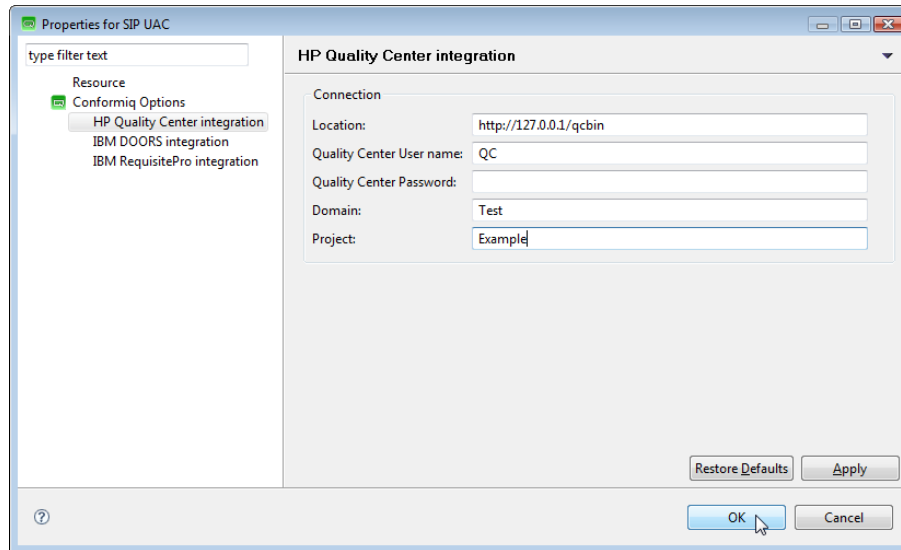 Properties for SIP UAC
type filter text
Resource
Conformiq Options
HP Quality Center integration
IBM DOORS integration
IBM RequisitePro integration
HP Quality Center integration
Connection
Location: http://127.0.0.1/qcbin
Quality Center User name: QC
Quality Center Password:
Domain: Test
Project: Example
Restore Defaults Apply
OK Cancel